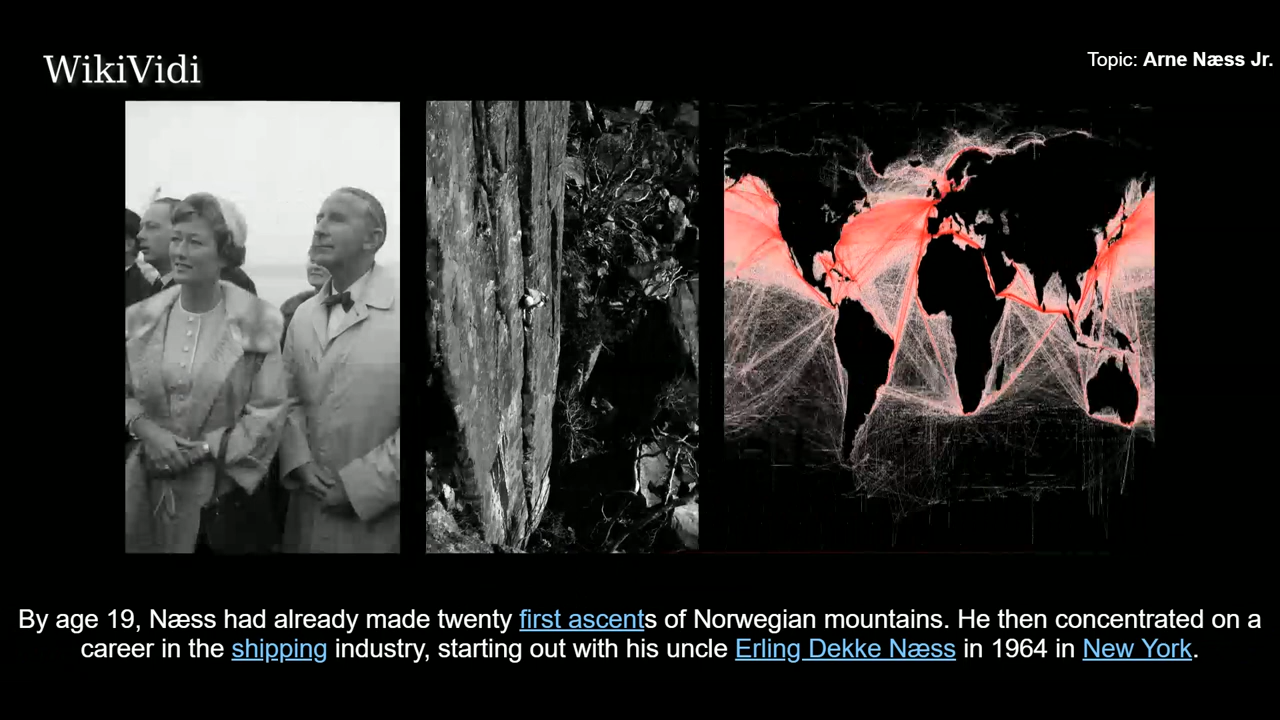 WikiVidi
Topic: Arne Næss Jr.
By age 19, Næss had already made twenty first ascents of Norwegian mountains. He then concentrated on a
career in the shipping industry, starting out with his uncle Erling Dekke Næss in 1964 in New York.